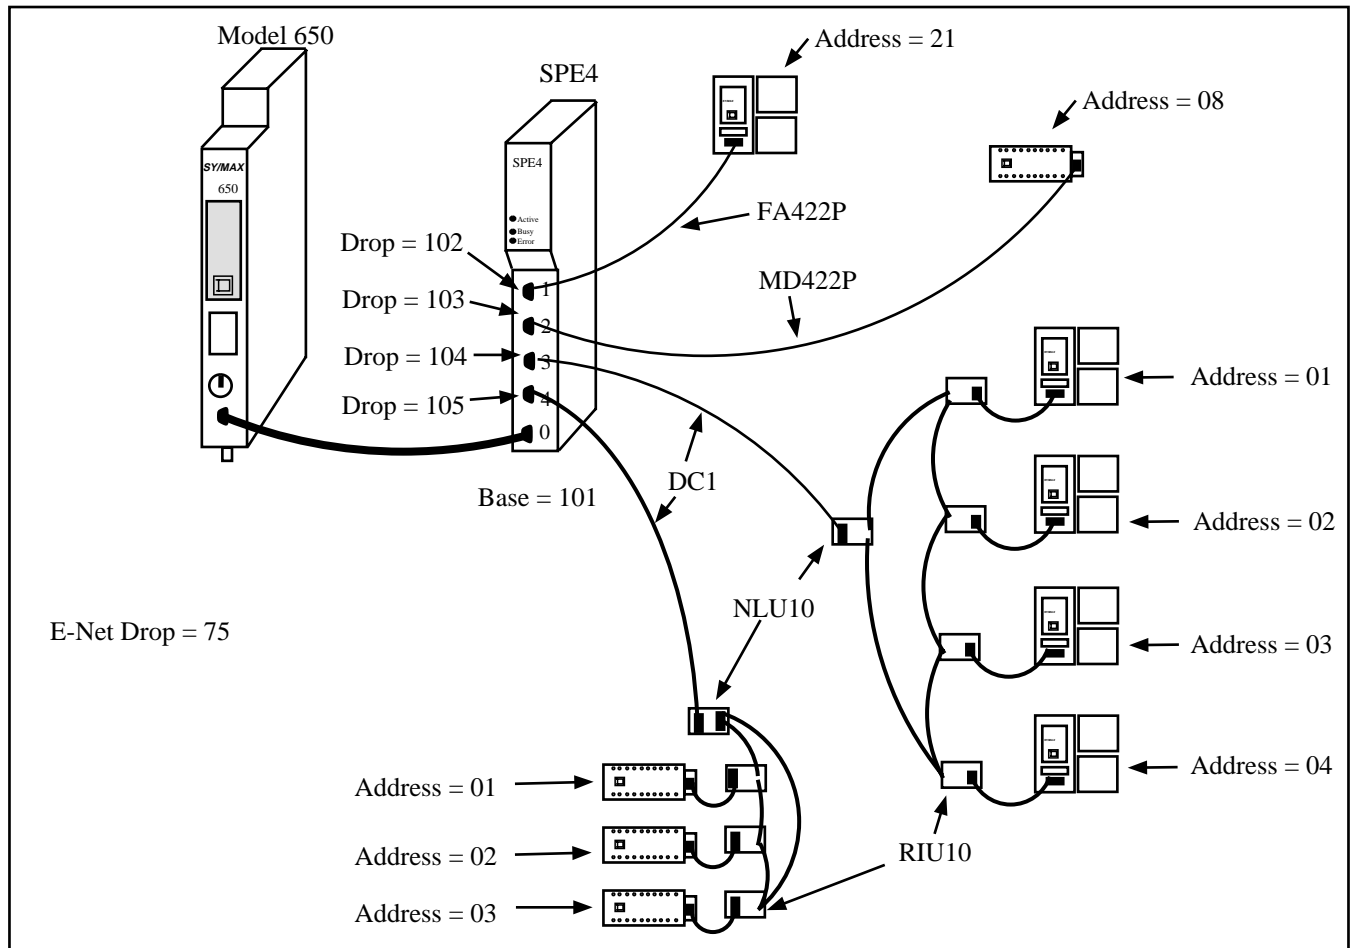 Model 650
Address = 21
SPE4
Address = 08
SPE4
SY/MAX
650
Active
Busy
Error
FA422P
Drop = 102
1
MD422P
Drop = 103
2
Drop = 104
3
Address = 01
Drop = 105
4
0
DC1
Base = 101
Address = 02
NLU10
E-Net Drop = 75
Address = 03
Address = 04
Address = 01
RIU10
Address = 02
Address = 03